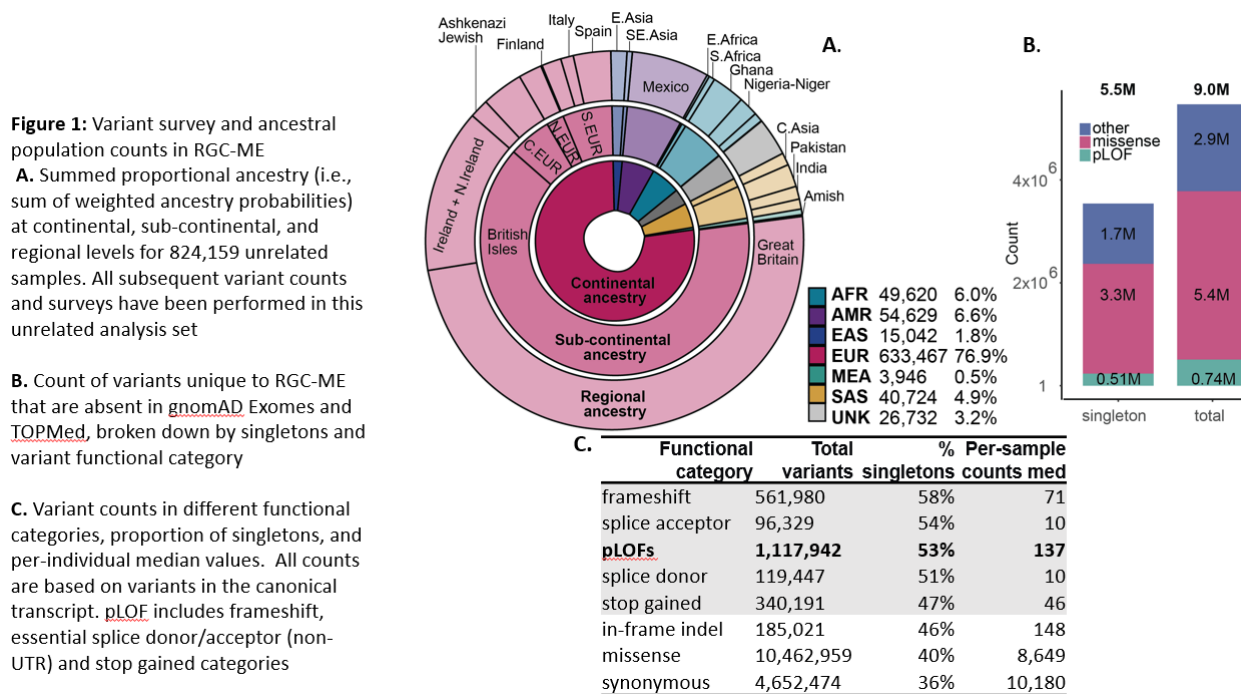 Figure 1: Variant survey and ancestral
population counts in RGC-ME
A. Summed proportional ancestry (i.e.,
sum of weighted ancestry probabilities)
at continental, sub-continental, and
regional levels for 824,159 unrelated
samples. All subsequent variant counts
and surveys have been performed in this
unrelated analysis set
B. Count of variants unique to RGC-ME
that are absent in gnomAD Exomes and
TOPMed, broken down by singletons and
variant functional category
C. Variant counts in different functional
categories, proportion of singletons, and
per-individual median values. All counts
are based on variants in the canonical
transcript. pLOF includes frameshift,
essential splice donor/acceptor (non-
UTR) and stop gained categories
A.
Ashkenazi
Jewish
Finland
Italy
Spain
E.Asia
SE.Asia
Mexico
E.Africa
S.Africa
Ghana
Nigeria-Niger
C.Asia
Pakistan
India
Amish
Great
Britain
Ireland + N.Ireland
British
Isles
C.EUR
N.EUR
S.EUR
Continental
ancestry
Sub-continental
ancestry
Regional
ancestry
AFR 49,620 6.0%
AMR 54,629 6.6%
EAS 15,042 1.8%
EUR 633,467 76.9%
MEA 3,946 0.5%
SAS 40,724 4.9%
UNK 26,732 3.2%
B.
5.5M 9.0M
other
missense
pLOF
Count
4x10⁶
2x10⁶
1
1.7M
3.3M
0.51M
2.9M
5.4M
0.74M
singleton total
C.
Functional Total % Per-sample
category variants singletons counts med
frameshift 561,980 58% 71
splice acceptor 96,329 54% 10
pLOFs 1,117,942 53% 137
splice donor 119,447 51% 10
stop gained 340,191 47% 46
in-frame indel 185,021 46% 148
missense 10,462,959 40% 8,649
synonymous 4,652,474 36% 10,180